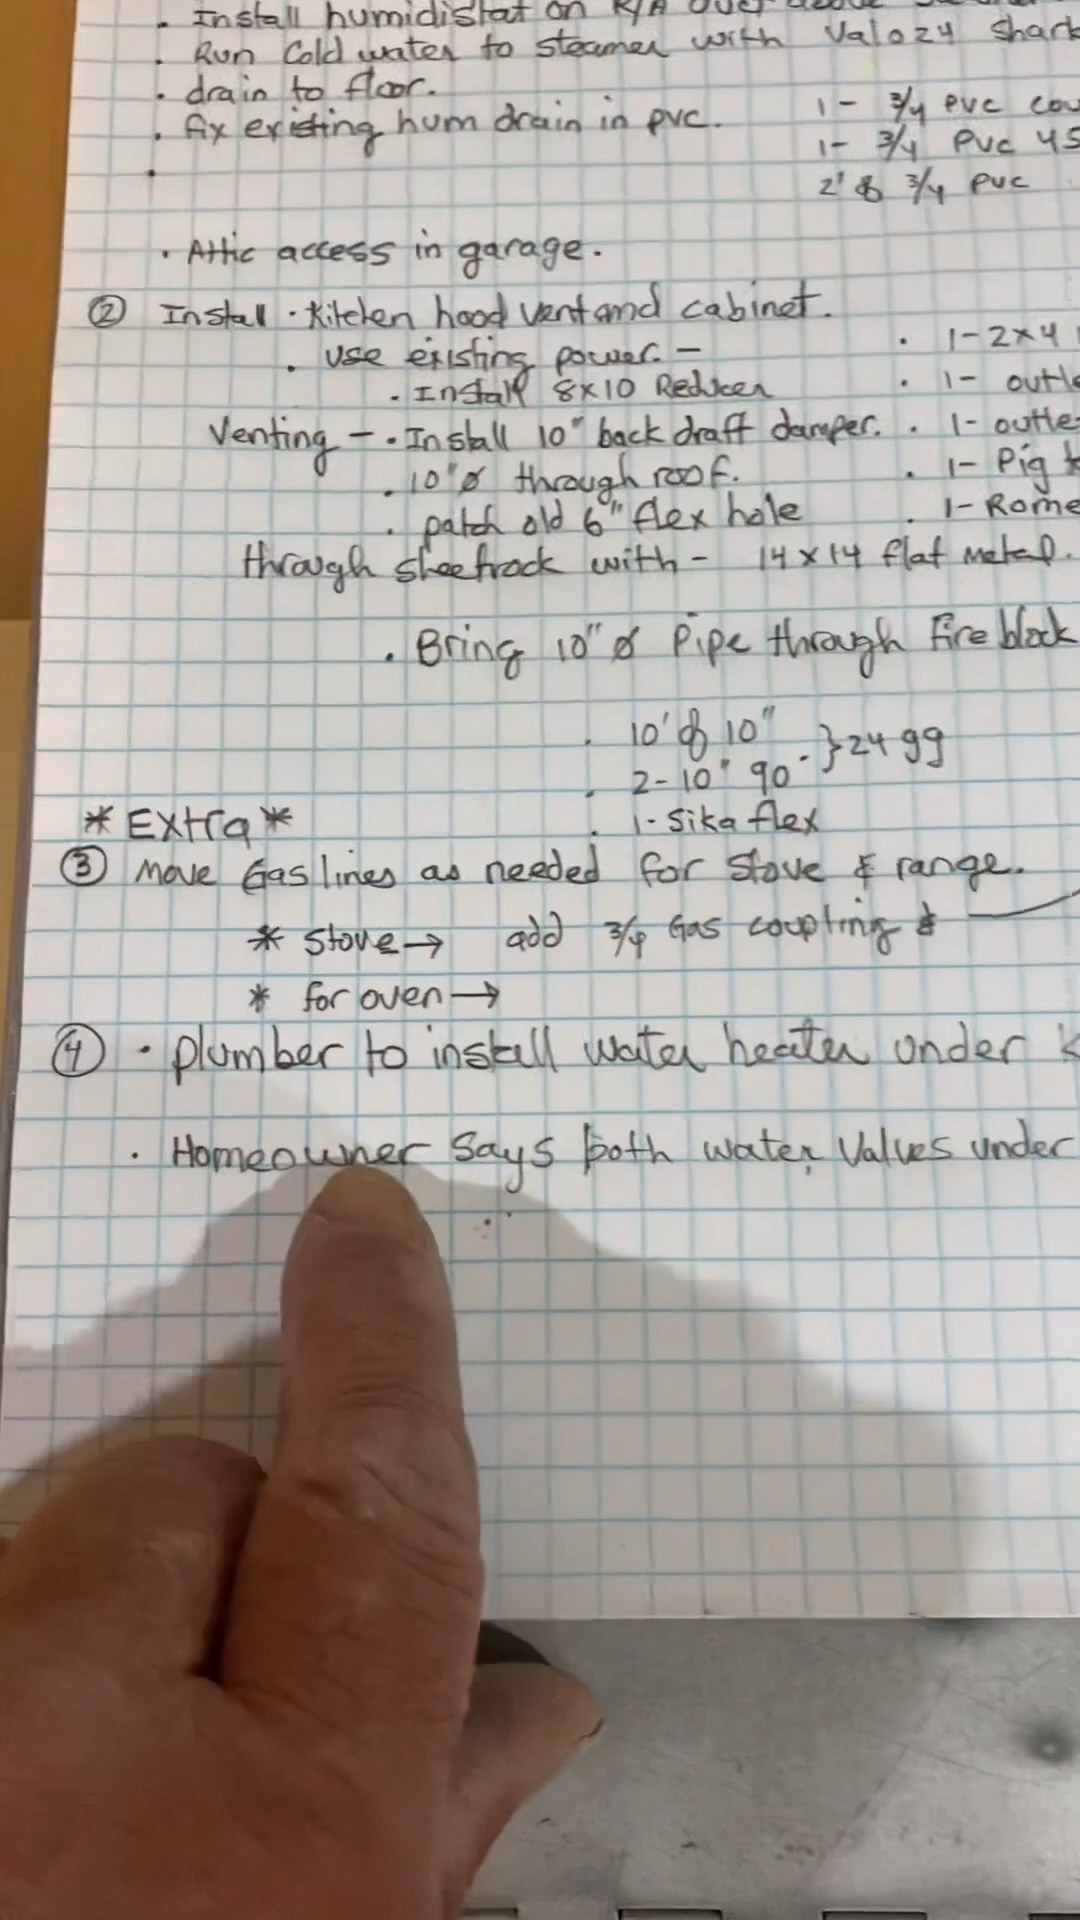 . Install humidistat on R/A over
. Run Cold water to steamer with Valo24 Shark
. drain to floor.
. fix existing hum drain in pvc.
1- 3/4 PVC cou
1- 3/4 PVC 45
2' of 3/4 PVC
. Attic access in garage.
② Install . Kitchen hood vent and cabinet.
. use existing power. -
. 1-2x4
. Install 8x10 Reducer
. 1- outle
Venting - . Install 10" back draft damper.
. 1- outle
. 10"Ø through roof.
. 1- Pig t
. patch old 6" flex hole
. 1- Rome
through sheetrock with - 14 x 14 flat metal.
. Bring 10" Ø Pipe through Fire block
. 10' of 10"
. 2-10" 90. } 24 gg
* Extra *
. 1- Sika flex
③ Move Gas lines as needed for Stove & range.
* Stove → add 3/4 Gas coupling &
* for oven →
④ . Plumber to install water heater under K
. Homeowner Says both water Valves under